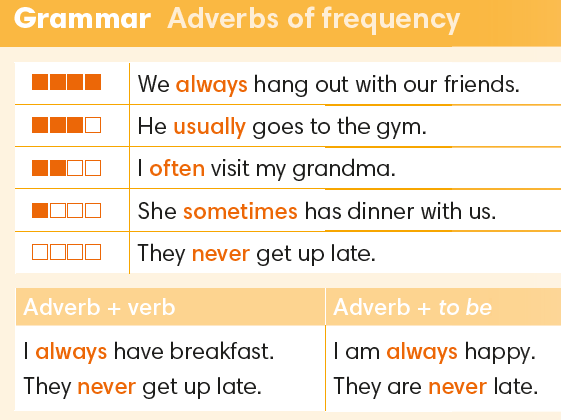 Grammar Adverbs of frequency
We always hang out with our friends.
He usually goes to the gym.
I often visit my grandma.
She sometimes has dinner with us.
They never get up late.
Adverb + verb
Adverb + to be
I always have breakfast.
They never get up late.
I am always happy.
They are never late.